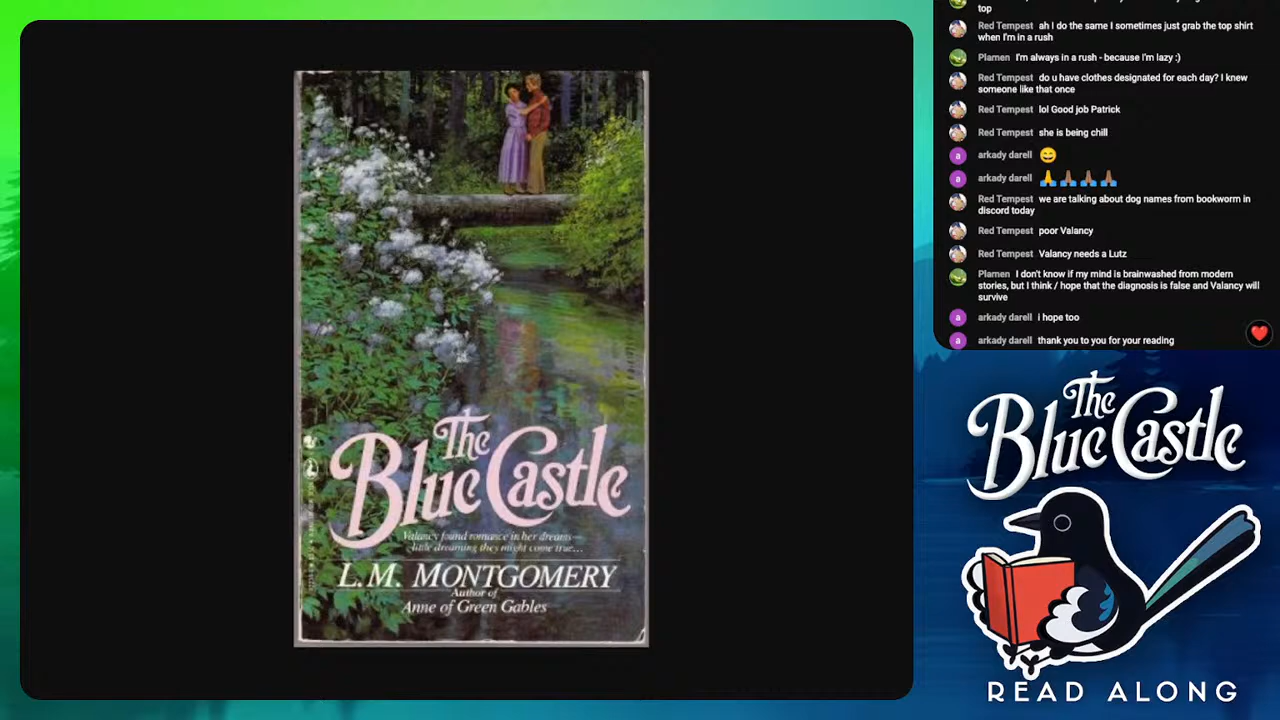 The
Blue Castle
Valancy found romance in her dreams—
little dreaming they might come true...
L.M. MONTGOMERY
Author of
Anne of Green Gables
top
Red Tempest ah I do the same I sometimes just grab the top shirt
when I'm in a rush
Plamen I'm always in a rush - because I'm lazy :)
Red Tempest do u have clothes designated for each day? I knew
someone like that once
Red Tempest lol Good job Patrick
Red Tempest she is being chill
a arkady darell 😄
a arkady darell 🙏🙏🏽🙏🏽🙏🏽
Red Tempest we are talking about dog names from bookworm in
discord today
Red Tempest poor Valancy
Red Tempest Valancy needs a Lutz
Plamen I don't know if my mind is brainwashed from modern
stories, but I think / hope that the diagnosis is false and Valancy will
survive
a arkady darell i hope too
a arkady darell thank you to you for your reading
The
Blue Castle
READ ALONG